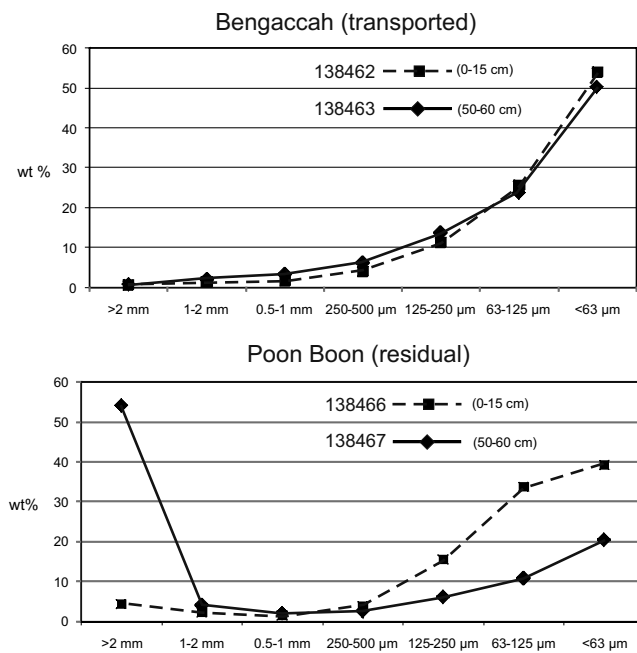 Bengaccah (transported)
60
138462 (0-15 cm)
50
138463 (50-60 cm)
40
wt %
30
20
10
0
>2 mm 1-2 mm 0.5-1 mm 250-500 µm 125-250 µm 63-125 µm <63 µm
Poon Boon (residual)
60
138466 (0-15 cm)
50
138467 (50-60 cm)
40
30
wt%
20
10
0
>2 mm 1-2 mm 0.5-1 mm 250-500 µm 125-250 µm 63-125 µm <63 µm